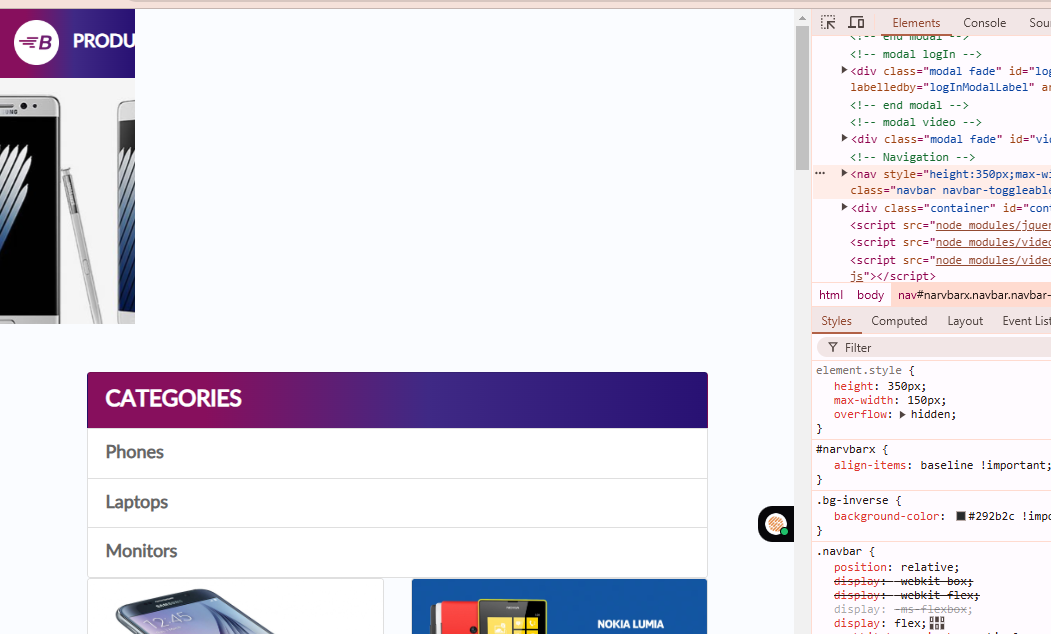 B PRODU
SUNG
CATEGORIES
Phones
Laptops
Monitors
12:45
NOKIA
NOKIA LUMIA
Elements Console Sou
<!-- end modal -->
<!-- modal logIn -->
<div class="modal fade" id="log
labelledby="logInModalLabel" ar
<!-- end modal -->
<!-- modal video -->
<div class="modal fade" id="vid
<!-- Navigation -->
<nav style="height:350px;max-wi
class="navbar navbar-toggleable
<div class="container" id="cont
<script src="node_modules/jquer
<script src="node_modules/video
<script src="node_modules/video
js"></script>
html body nav#narvbarx.navbar.navbar-
Styles Computed Layout Event List
Filter
element.style {
height: 350px;
max-width: 150px;
overflow: hidden;
}
#narvbarx {
align-items: baseline !important;
}
.bg-inverse {
background-color: #292b2c !impo
}
.navbar {
position: relative;
display: -webkit-box;
display: -webkit-flex;
display: -ms-flexbox;
display: flex;